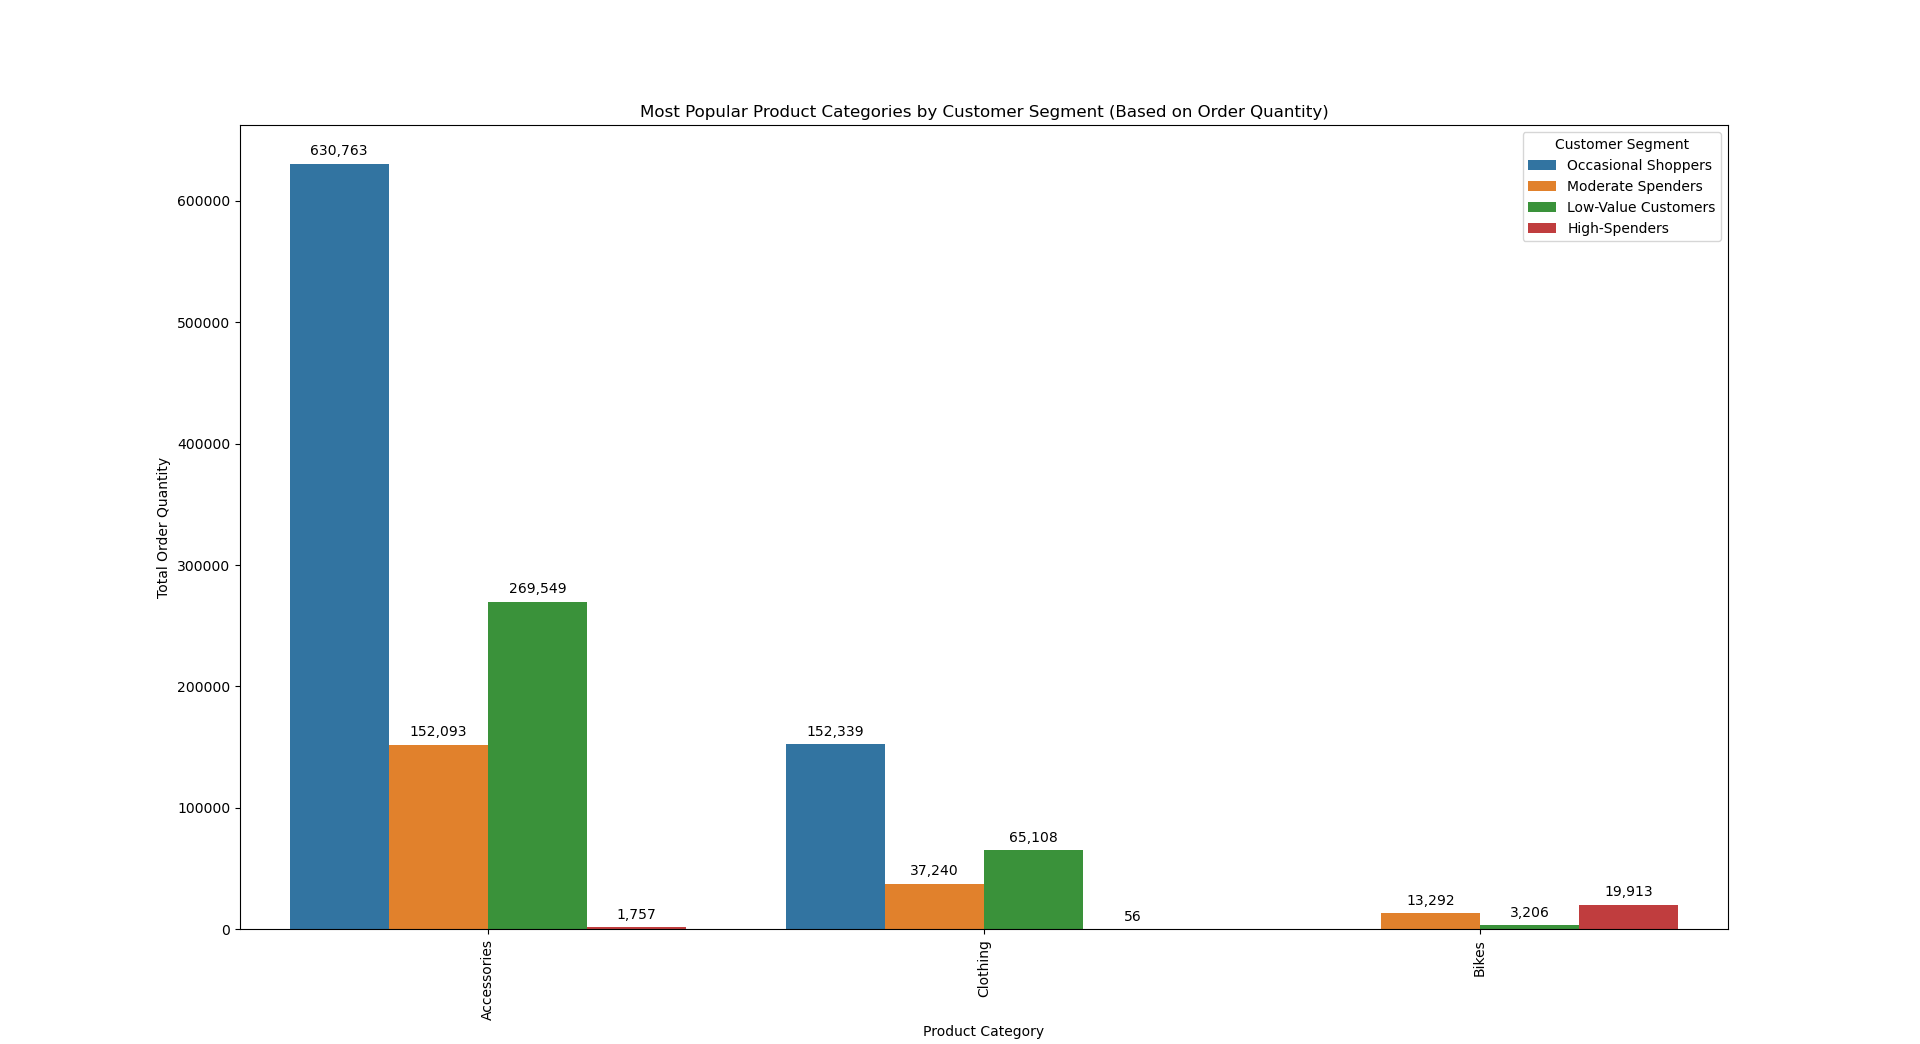 Most Popular Product Categories by Customer Segment (Based on Order Quantity)
Customer Segment
Occasional Shoppers
Moderate Spenders
Low-Value Customers
High-Spenders
Total Order Quantity
600000
500000
400000
300000
200000
100000
0
630,763
152,093
269,549
1,757
152,339
37,240
65,108
56
13,292
3,206
19,913
Accessories
Clothing
Bikes
Product Category